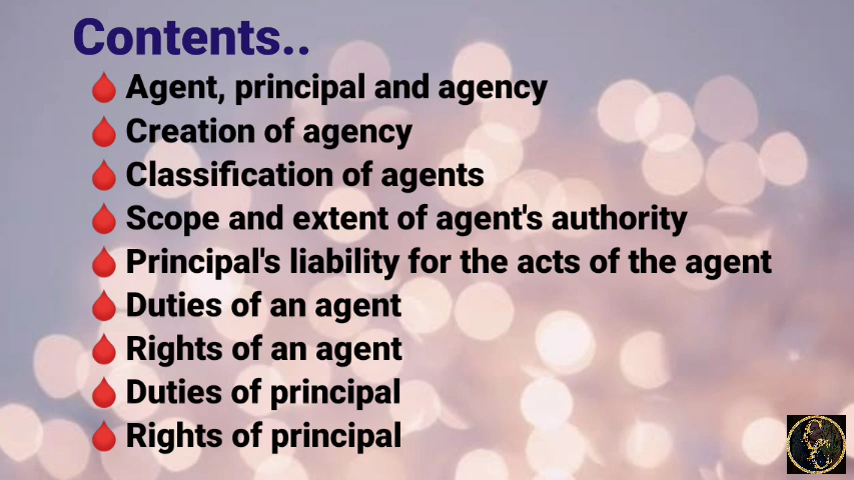 Contents..
Agent, principal and agency
Creation of agency
Classification of agents
Scope and extent of agent's authority
Principal's liability for the acts of the agent
Duties of an agent
Rights of an agent
Duties of principal
Rights of principal